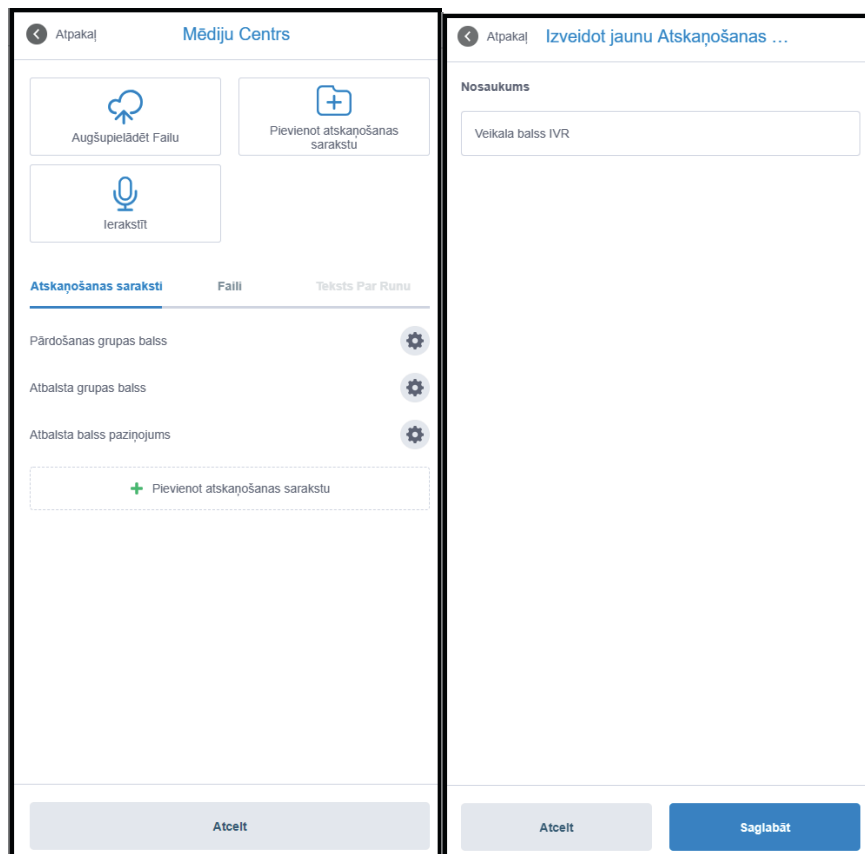 Atpakaļ
Mēdiju Centrs
Augšupielādēt Failu
Pievienot atskaņošanas
sarakstu
Ierakstīt
Atskaņošanas saraksti
Faili
Teksts Par Runu
Pārdošanas grupas balss
Atbalsta grupas balss
Atbalsta balss paziņojums
+ Pievienot atskaņošanas sarakstu
Atcelt
Atpakaļ
Izveidot jaunu Atskaņošanas ...
Nosaukums
Veikala balss IVR
Atcelt
Saglabāt